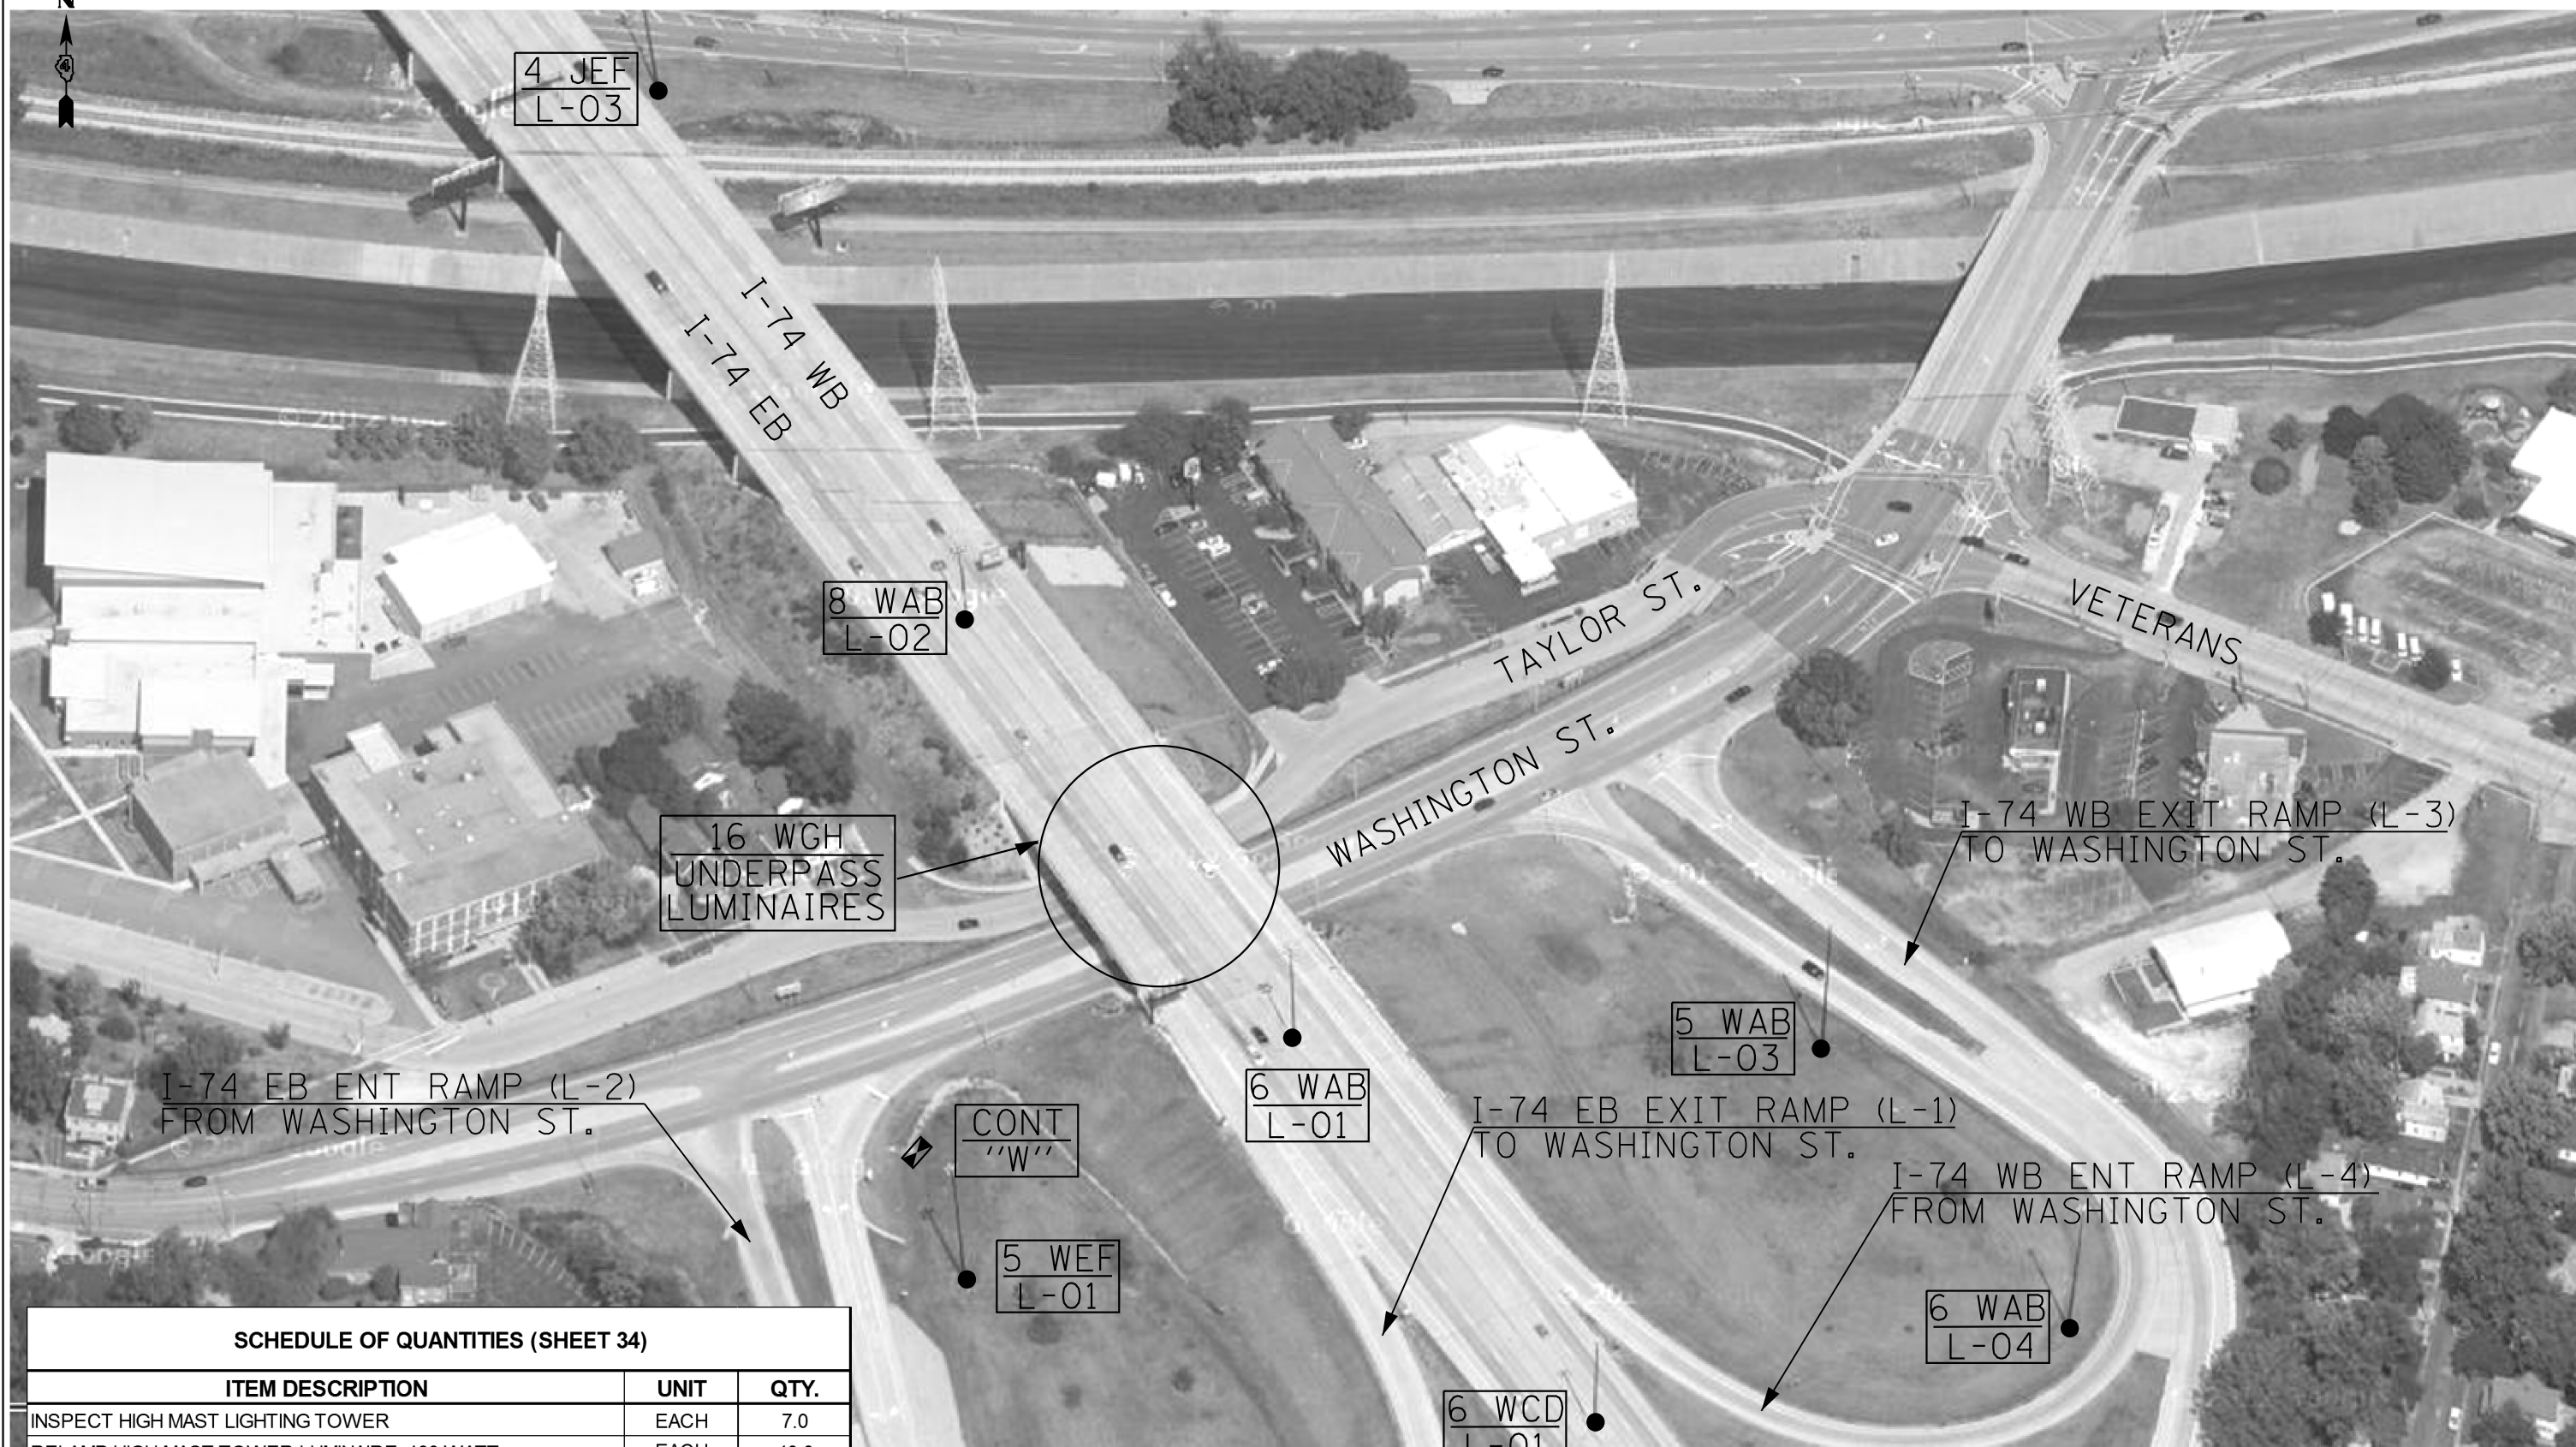 N
4
4 JEF
L-03
I-74 WB
I-74 EB
8 WAB
L-02
TAYLOR ST.
VETERANS
WASHINGTON ST.
16 WGH
UNDERPASS
LUMINAIRES
I-74 WB EXIT RAMP (L-3)
TO WASHINGTON ST.
5 WAB
L-03
6 WAB
L-01
I-74 EB ENT RAMP (L-2)
FROM WASHINGTON ST.
CONT
"W"
I-74 EB EXIT RAMP (L-1)
TO WASHINGTON ST.
I-74 WB ENT RAMP (L-4)
FROM WASHINGTON ST.
5 WEF
L-01
6 WAB
L-04
6 WCD
L-01
SCHEDULE OF QUANTITIES (SHEET 34)
ITEM DESCRIPTION UNIT QTY.
INSPECT HIGH MAST LIGHTING TOWER EACH 7.0